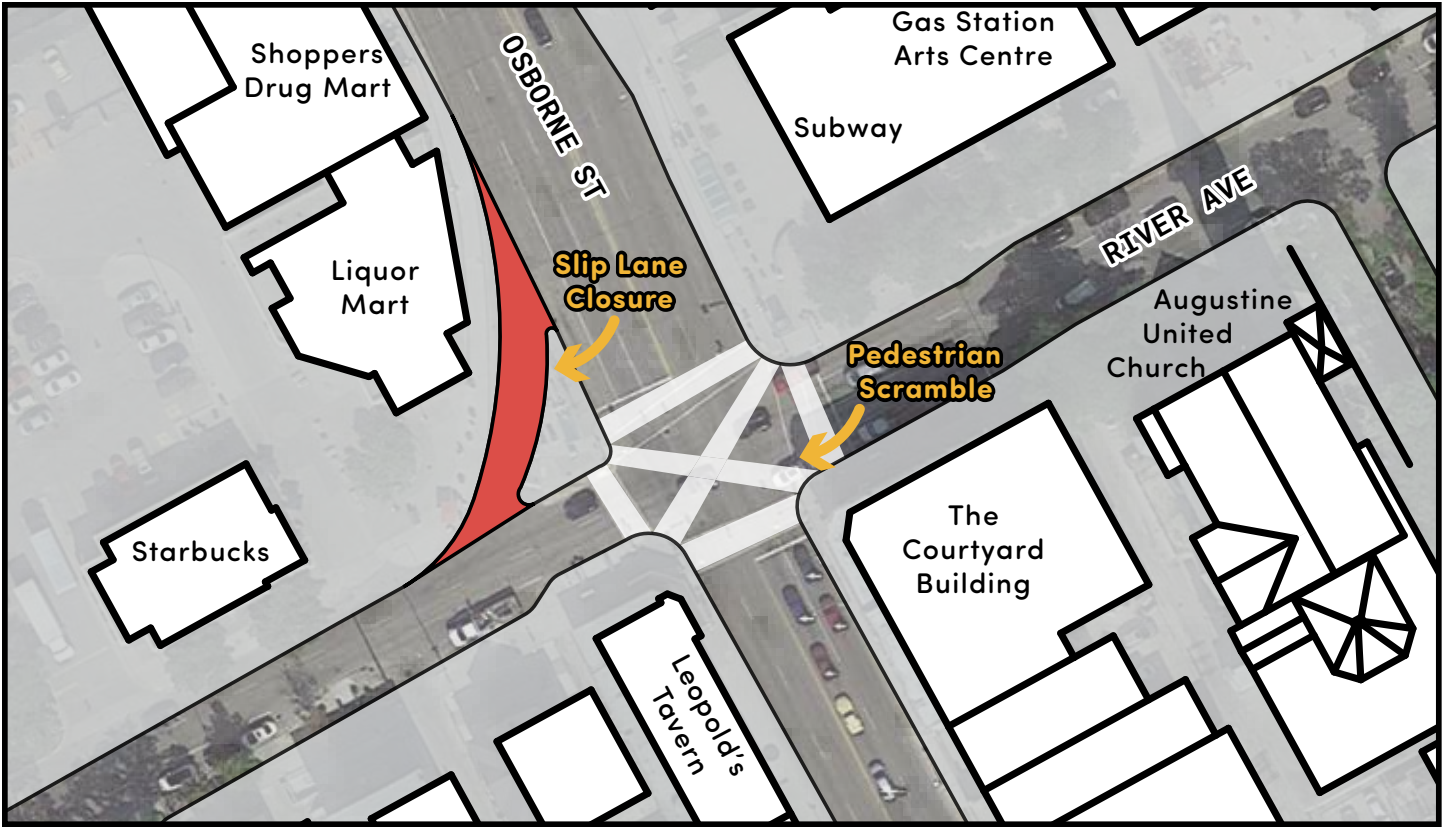 Shoppers
Drug Mart
OSBORNE ST
Gas Station
Arts Centre
Subway
RIVER AVE
Liquor
Mart
Slip Lane
Closure
Augustine
United
Church
Pedestrian
Scramble
Starbucks
The
Courtyard
Building
Leopold's
Tavern